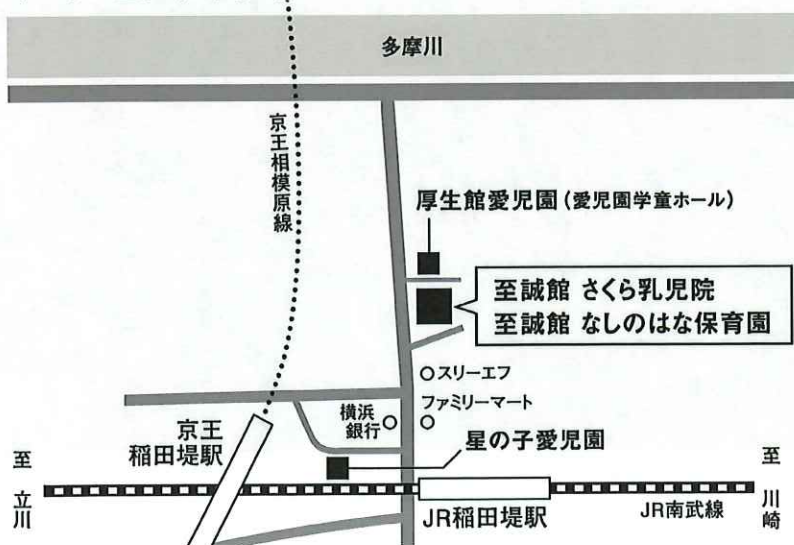 多摩川
京王相模原線
厚生館愛児園(愛児園学童ホール)
至誠館 さくら乳児院
至誠館 なしのはな保育園
スリーエフ
ファミリーマート
横浜
銀行
京王
稲田堤駅
星の子愛児園
至 立川
至 川崎
JR稲田堤駅
JR南武線